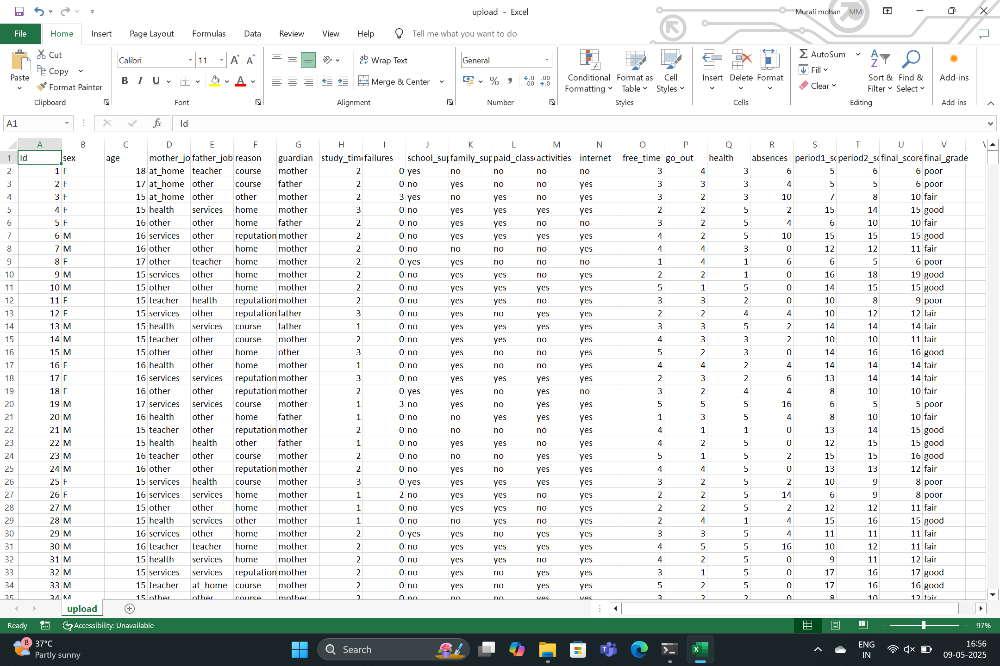 upload - Excel
Murali mohan MM
File Home Insert Page Layout Formulas Data Review View Help Tell me what you want to do
Paste
Cut
Copy
Format Painter
Clipboard
Calibri 11
B I U
Font
Wrap Text
Merge & Center
Alignment
General
Number
Conditional Formatting
Format as Table
Cell Styles
Styles
Insert Delete Format
Cells
AutoSum
Fill
Clear
Sort & Filter
Find & Select
Editing
Add-ins
Add-ins
A1 fx Id
A B C D E F G H I J K L M N O P Q R S T U V
1 Id sex age mother_jo father_job reason guardian study_time failures school_sup family_sup paid_classe activities internet free_time go_out health absences period1_sc period2_sc final_score final_grade
2 1 F 18 at_home teacher course mother 2 0 yes no no no no 3 4 3 6 5 6 6 poor
3 2 F 17 at_home other course father 2 0 no yes no no yes 3 3 3 4 5 5 6 poor
4 3 F 15 at_home other other mother 2 3 yes no yes no yes 3 2 3 10 7 8 10 fair
5 4 F 15 health services home mother 3 0 no yes yes yes yes 2 2 5 2 15 14 15 good
6 5 F 16 other other home father 2 0 no yes yes no no 3 2 5 4 6 10 10 fair
7 6 M 16 services other reputation mother 2 0 no yes yes yes yes 4 2 5 10 15 15 15 good
8 7 M 16 other other home mother 2 0 no no no no yes 4 4 3 0 12 12 11 fair
9 8 F 17 other teacher home mother 2 0 yes yes no no no 1 4 1 6 6 5 6 poor
10 9 M 15 services other home mother 2 0 no yes yes no yes 2 2 1 0 16 18 19 good
11 10 M 15 other other home mother 2 0 no yes yes yes yes 5 1 5 0 14 15 15 good
12 11 F 15 teacher health reputation mother 2 0 no yes yes no yes 3 3 2 0 10 8 9 poor
13 12 F 15 services other reputation father 3 0 no yes no yes yes 2 2 4 4 10 12 12 fair
14 13 M 15 health services course father 1 0 no yes yes yes yes 3 3 5 2 14 14 14 fair
15 14 M 15 teacher other course mother 2 0 no yes yes no yes 4 3 3 2 10 10 11 fair
16 15 M 15 other other home other 3 0 no yes no no yes 5 2 3 0 14 16 16 good
17 16 F 16 health other home mother 1 0 no yes no no yes 4 4 2 4 14 14 14 fair
18 17 F 16 services services reputation mother 3 0 no yes yes yes yes 2 3 2 6 13 14 14 fair
19 18 F 16 other other reputation mother 2 0 yes yes no yes no 3 2 4 4 8 10 10 fair
20 19 M 17 services services course mother 1 3 no yes no yes yes 5 5 5 16 6 5 5 poor
21 20 M 16 health other home father 1 0 no no yes yes yes 1 3 5 4 8 10 10 fair
22 21 M 15 teacher other reputation mother 2 0 no no no no yes 4 1 1 0 13 14 15 good
23 22 M 15 health health other father 1 0 no yes yes no yes 4 2 5 0 12 15 15 good
24 23 M 16 teacher other course mother 2 0 no no no yes yes 5 1 5 2 15 15 16 good
25 24 M 16 other other reputation mother 2 0 no yes no yes yes 4 4 5 0 13 13 12 fair
26 25 F 15 services health course mother 3 0 yes yes yes yes yes 3 2 5 2 10 9 8 poor
27 26 F 16 services services home mother 1 2 no yes yes no yes 2 2 5 14 6 9 8 poor
28 27 M 15 other other home mother 1 0 no yes yes no yes 2 2 5 2 12 12 11 fair
29 28 M 15 health services other mother 1 0 no no yes no yes 2 4 1 4 15 16 15 good
30 29 M 16 services other home mother 2 0 yes yes no yes yes 3 3 5 4 11 11 11 fair
31 30 M 16 teacher teacher home mother 2 0 no yes yes yes yes 4 5 5 16 10 12 11 fair
32 31 M 15 health services home mother 2 0 no yes yes no yes 4 2 5 0 9 11 12 fair
33 32 M 15 services services reputation mother 2 0 no yes no yes yes 3 1 5 0 17 16 17 good
34 33 M 15 teacher at_home course mother 2 0 no yes no yes yes 5 2 5 0 17 16 16 good
35 34 M 15 other other course mother 2 0 no no no no yes 3 2 2 0 8 10 12 fair
upload
Ready Accessibility: Unavailable 97%
8 37°C
Partly sunny
Search
ENG
IN
16:56
09-05-2025